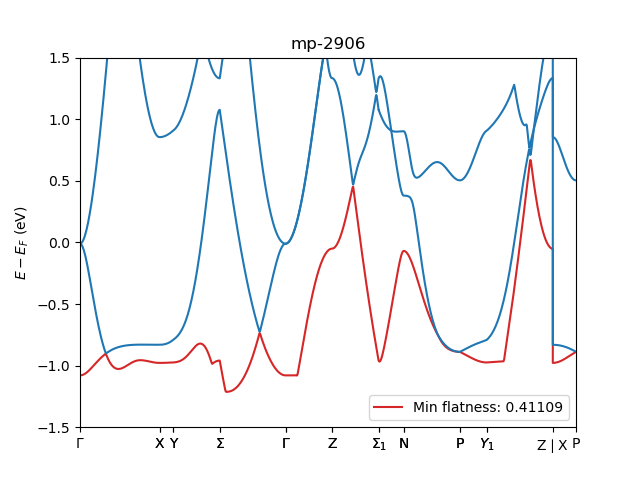 mp-2906
E − E_F (eV)
1.5
1.0
0.5
0.0
−0.5
−1.0
−1.5
Min flatness: 0.41109
Γ X Y Σ Γ Z Σ₁ N P Y₁ Z | X P